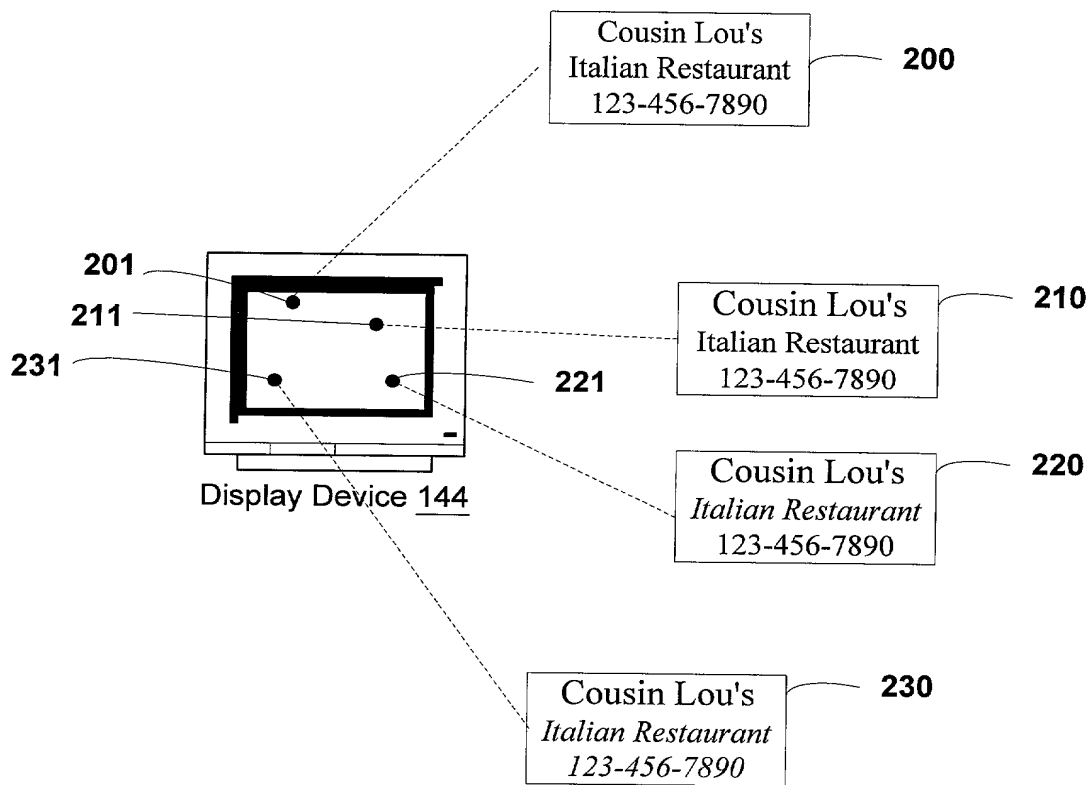 Cousin Lou's
Italian Restaurant
123-456-7890
200
201
211
231
221
Cousin Lou's
Italian Restaurant
123-456-7890
210
Cousin Lou's
Italian Restaurant
123-456-7890
220
Display Device 144
Cousin Lou's
Italian Restaurant
123-456-7890
230